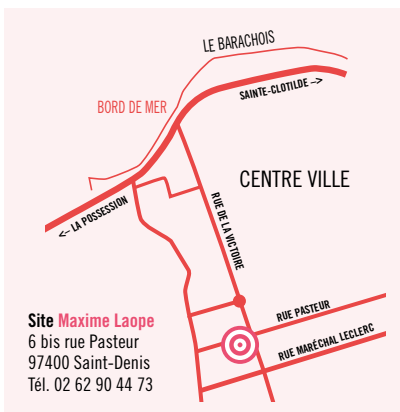 LE BARACHOIS
SAINTE-CLOTILDE –>
BORD DE MER
CENTRE VILLE
<– LA POSSESSION
RUE DE LA VICTOIRE
RUE PASTEUR
RUE MARÉCHAL LECLERC
Site Maxime Laope
6 bis rue Pasteur
97400 Saint-Denis
Tél. 02 62 90 44 73